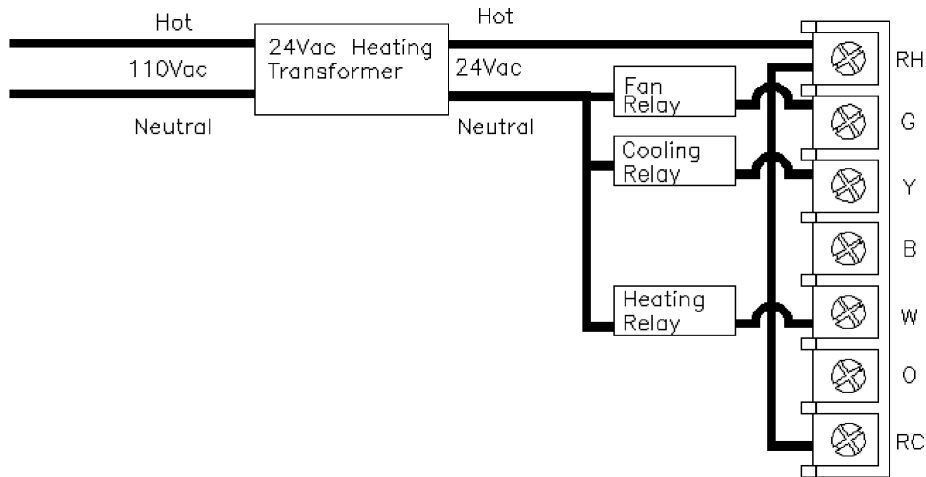 Hot
110Vac
Neutral
24Vac Heating
Transformer
Hot
24Vac
Neutral
Fan
Relay
Cooling
Relay
Heating
Relay
RH
G
Y
B
W
O
RC